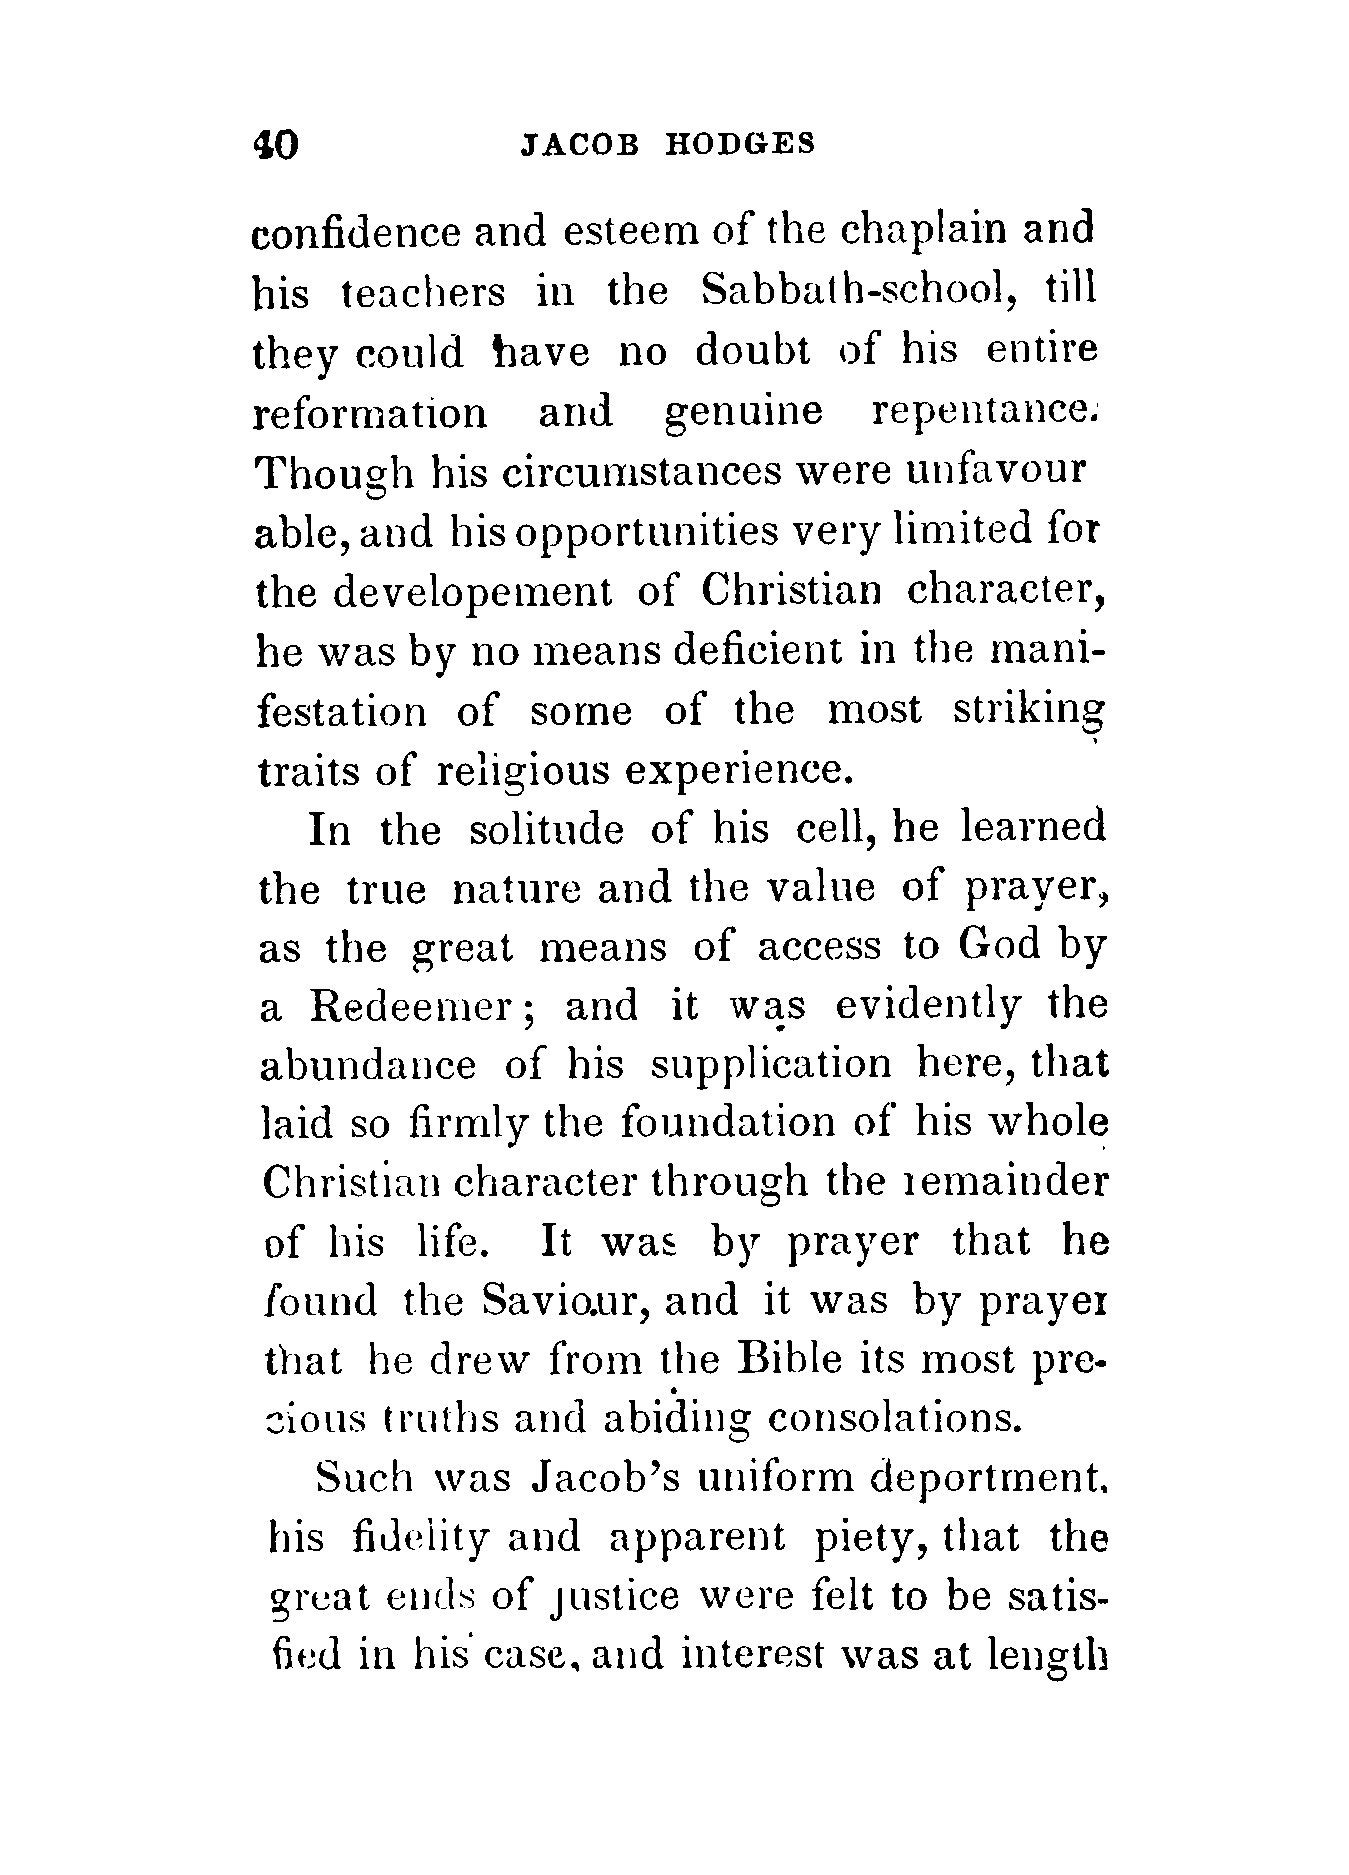 40 JACOB HODGES
confidence and esteem of the chaplain and
his teachers in the Sabbath-school, till
they could have no doubt of his entire
reformation and genuine repentance.
Though his circumstances were unfavour
able, and his opportunities very limited for
the developement of Christian character,
he was by no means deficient in the mani-
festation of some of the most striking
traits of religious experience.
In the solitude of his cell, he learned
the true nature and the value of prayer,
as the great means of access to God by
a Redeemer; and it was evidently the
abundance of his supplication here, that
laid so firmly the foundation of his whole
Christian character through the remainder
of his life. It was by prayer that he
found the Saviour, and it was by prayer
that he drew from the Bible its most pre-
cious truths and abiding consolations.
Such was Jacob's uniform deportment,
his fidelity and apparent piety, that the
great ends of justice were felt to be satis-
fied in his case, and interest was at length